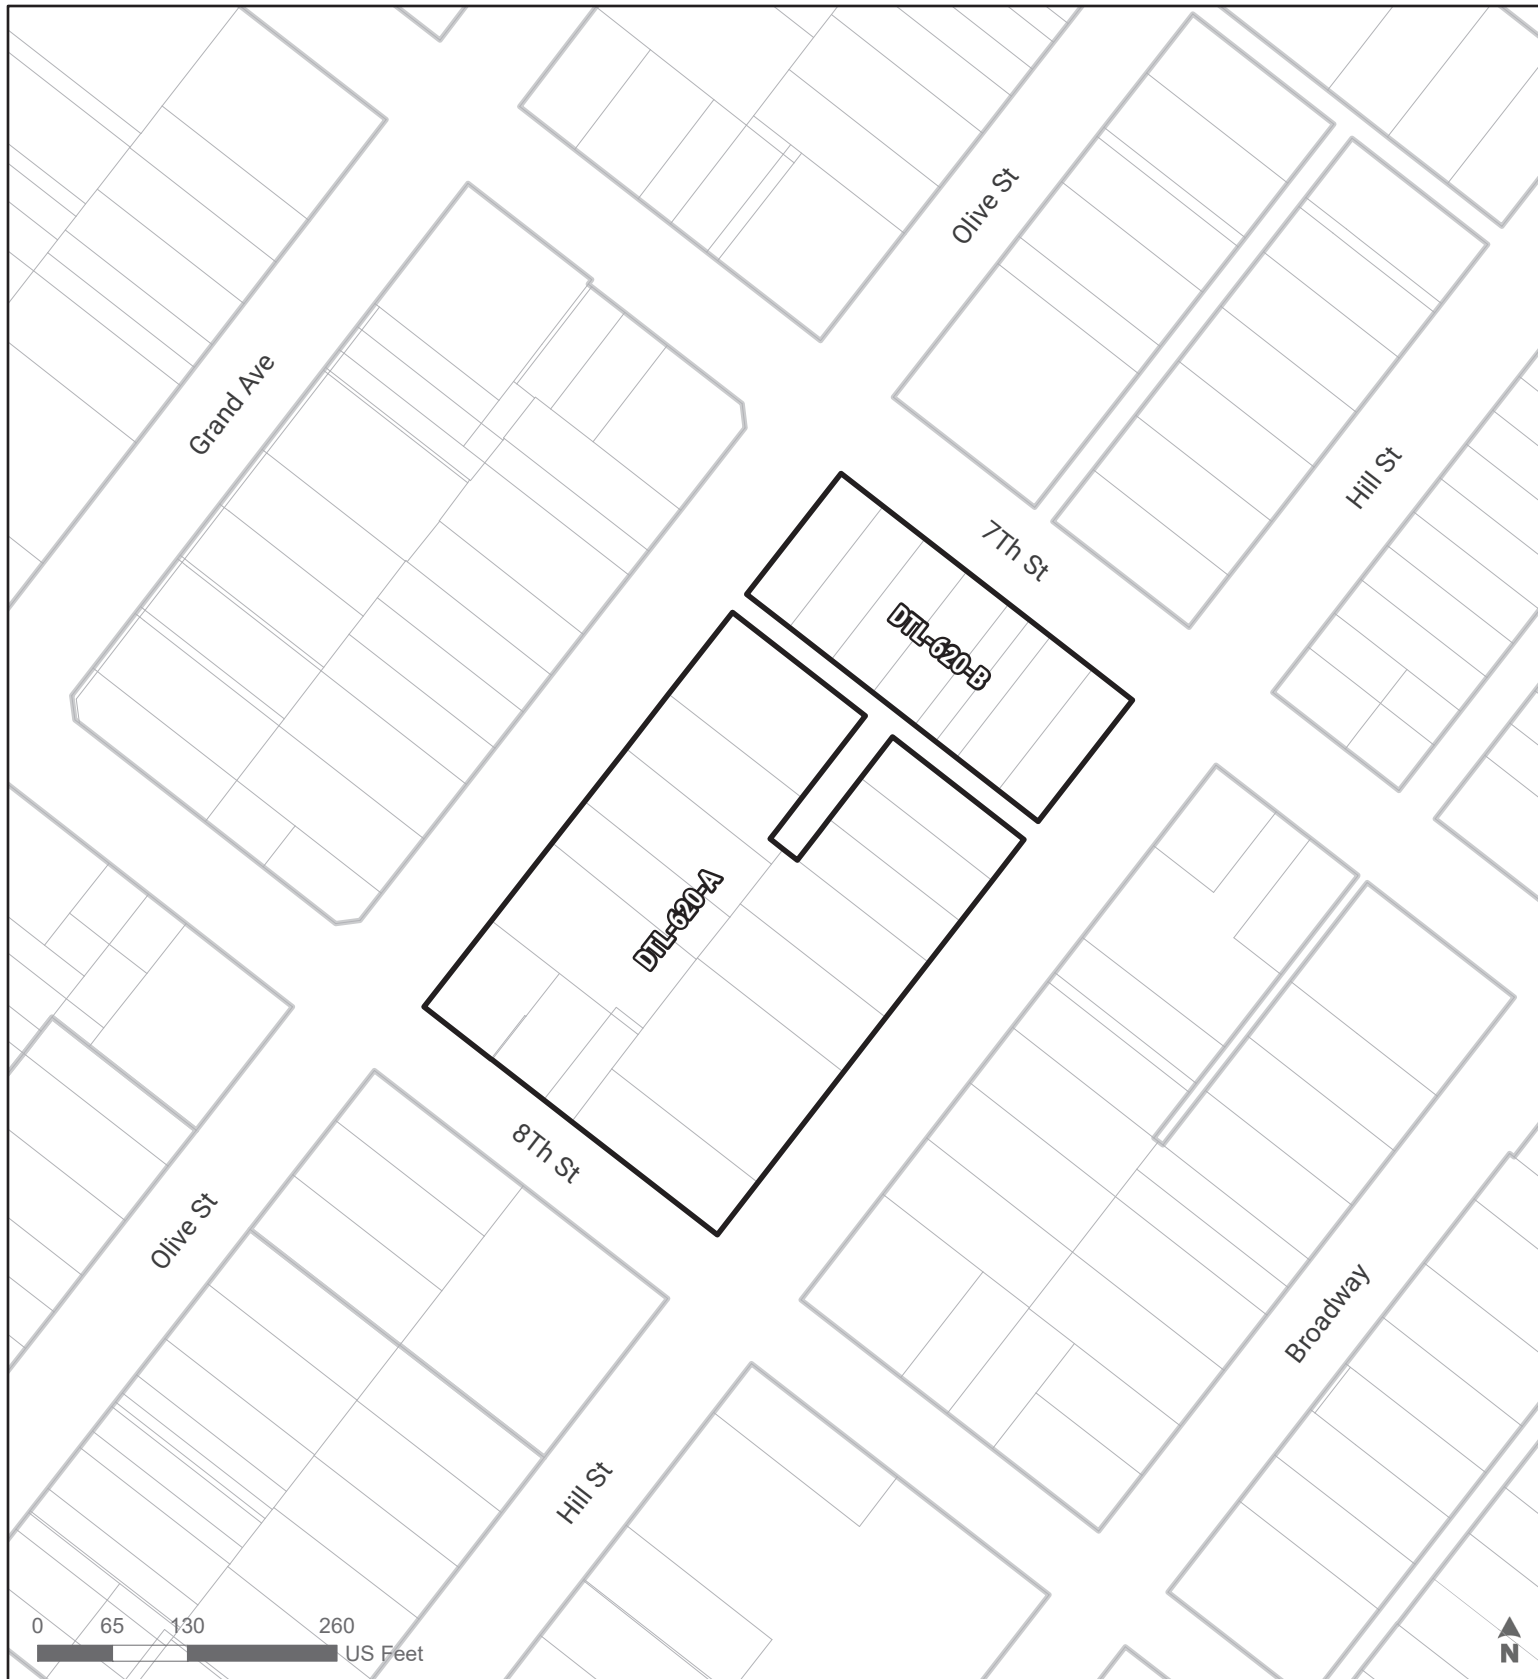 Olive St
Grand Ave
Hill St
7Th St
DTL-620-B
DTL-620-A
8Th St
Olive St
Broadway
Hill St
0 65 130 260
US Feet
N